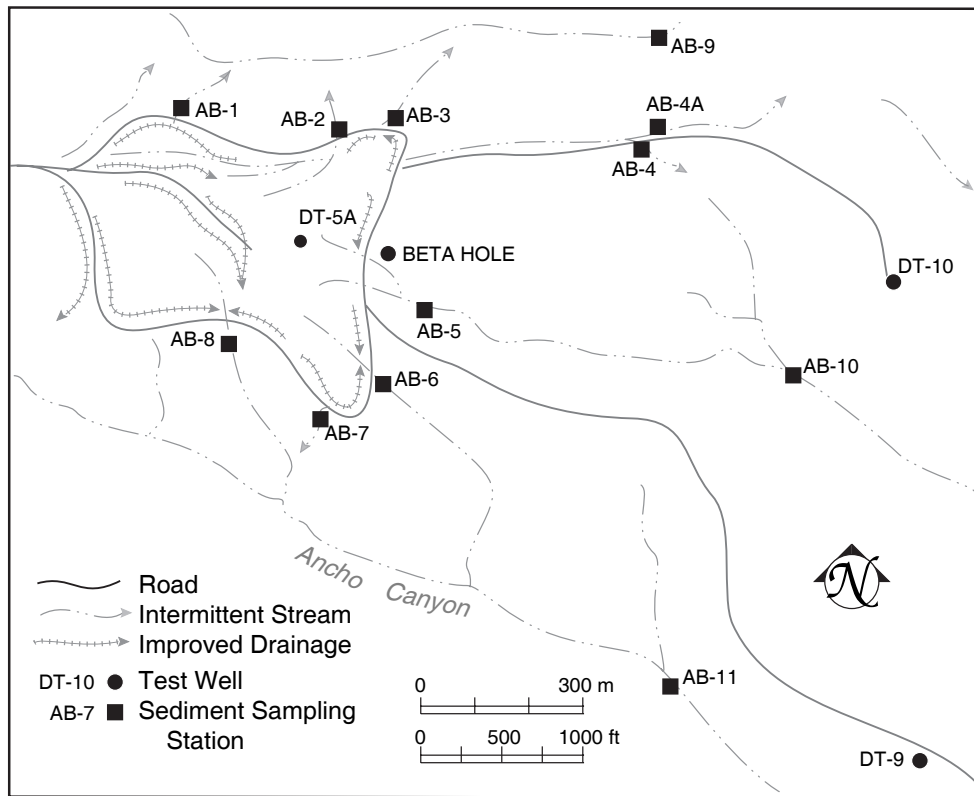 AB-9
AB-1
AB-2
AB-3
AB-4A
AB-4
DT-5A
BETA HOLE
DT-10
AB-5
AB-8
AB-10
AB-6
AB-7
Ancho Canyon
Road
Intermittent Stream
Improved Drainage
DT-10 Test Well
AB-7 Sediment Sampling
Station
0 300 m
0 500 1000 ft
N
AB-11
DT-9